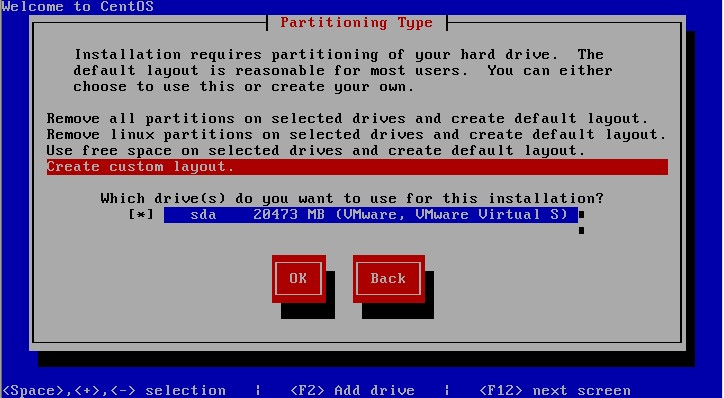 Welcome to CentOS
Partitioning Type
Installation requires partitioning of your hard drive.  The
default layout is reasonable for most users.  You can either
choose to use this or create your own.
Remove all partitions on selected drives and create default layout.
Remove linux partitions on selected drives and create default layout.
Use free space on selected drives and create default layout.
Create custom layout.
Which drive(s) do you want to use for this installation?
[*]   sda   20473 MB (VMware, VMware Virtual S)
OK   Back
<Space>,<+>,<-> selection   |   <F2> Add drive   |   <F12> next screen